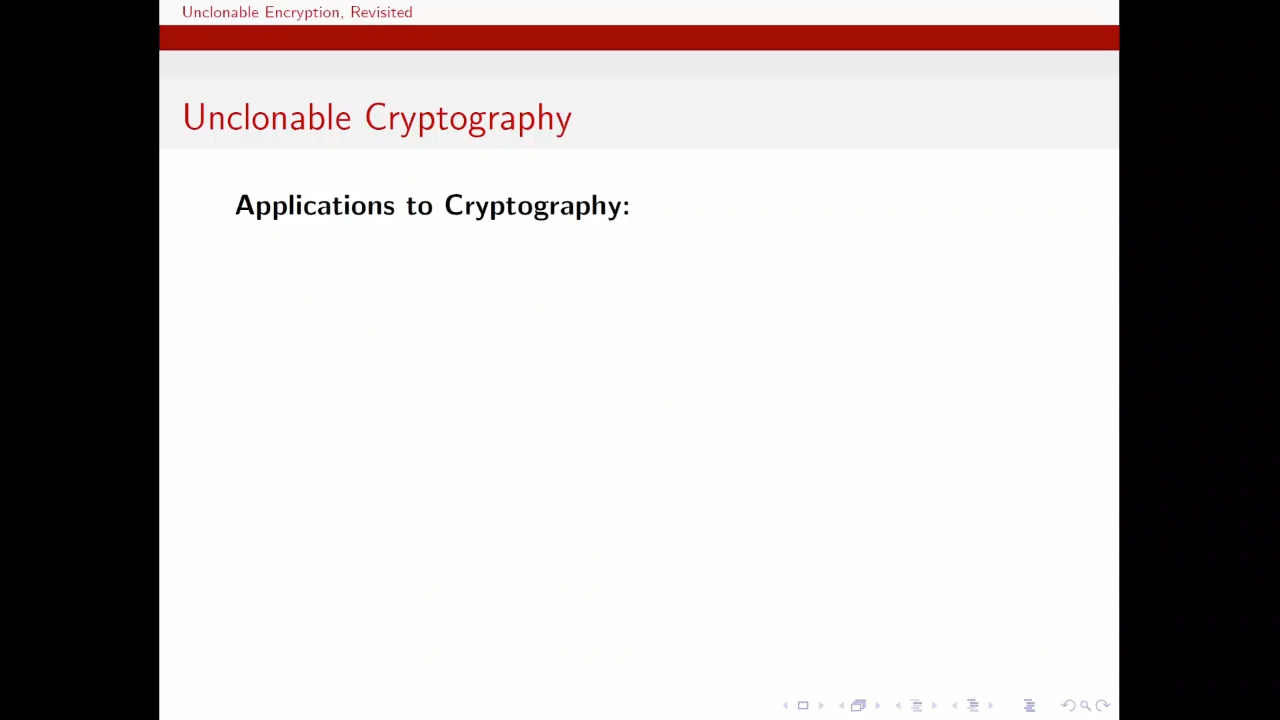 Unclonable Encryption, Revisited
Unclonable Cryptography
Applications to Cryptography: